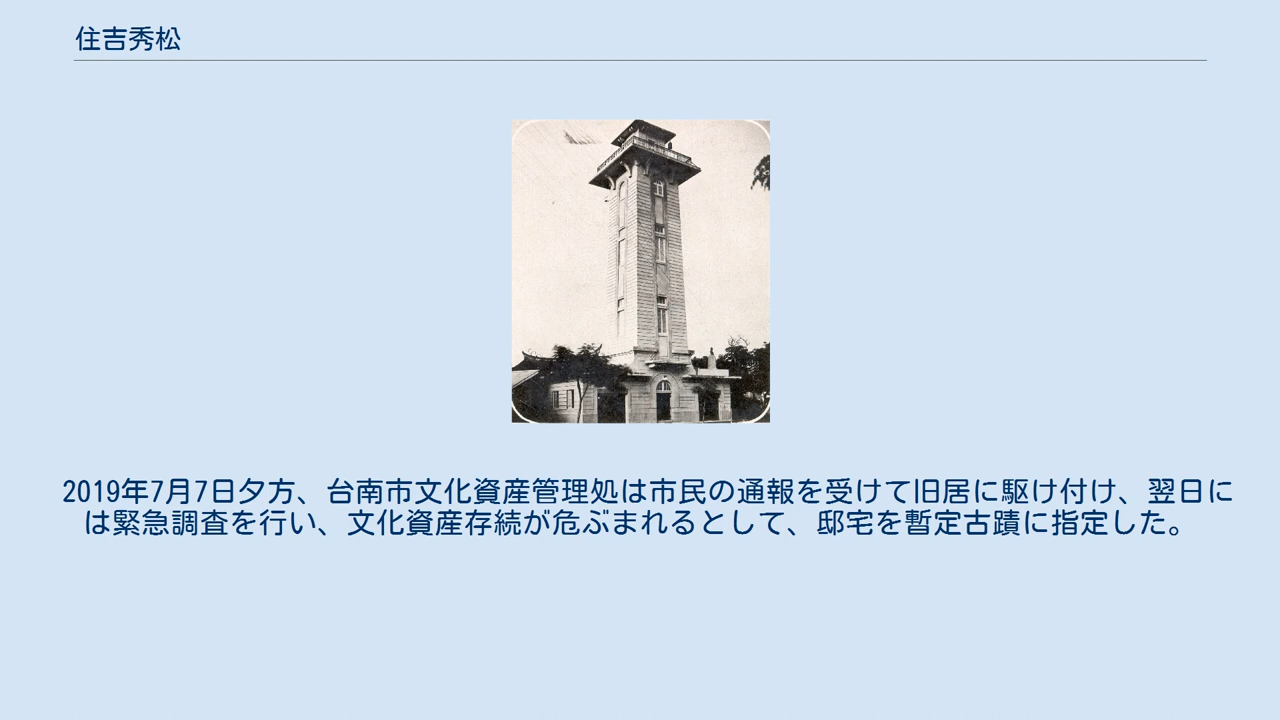 住吉秀松
2019年7月7日夕方、台南市文化資産管理処は市民の通報を受けて旧居に駆け付け、翌日に
は緊急調査を行い、文化資産存続が危ぶまれるとして、邸宅を暫定古蹟に指定した。